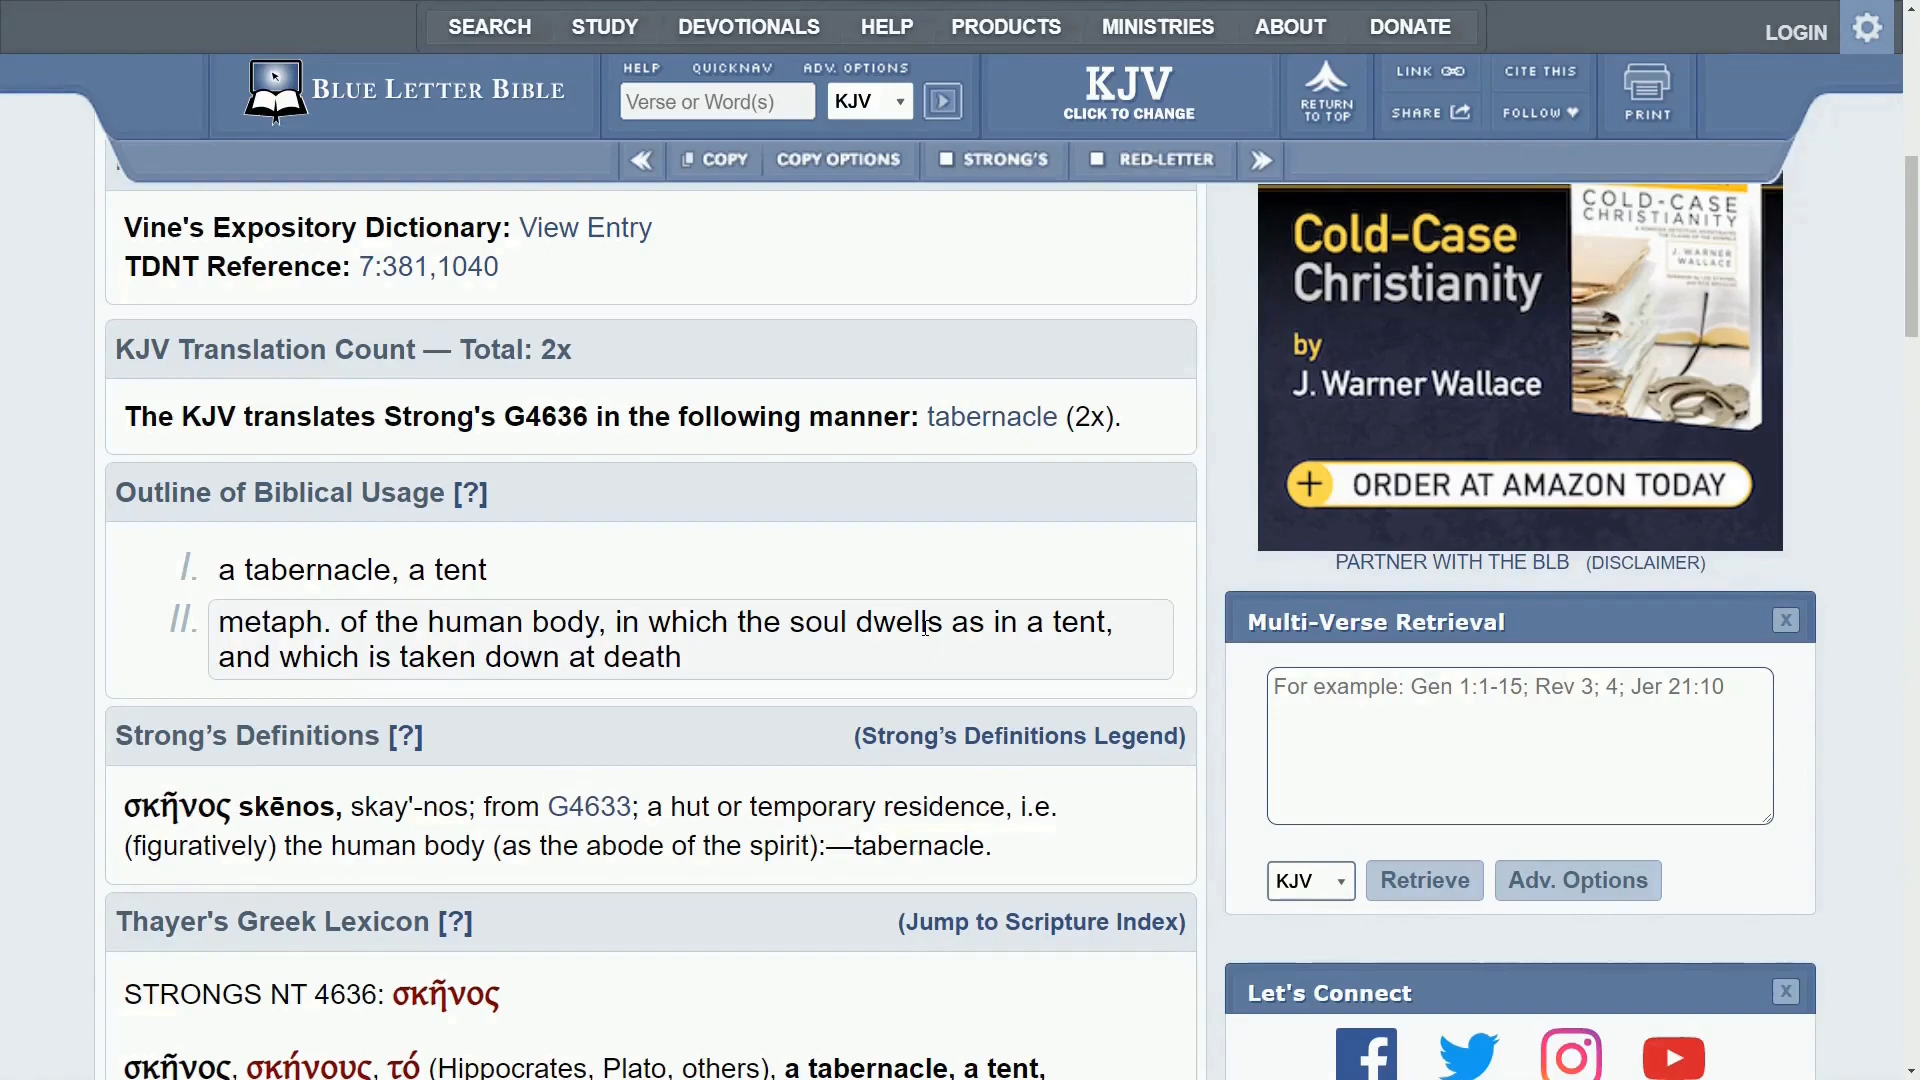 SEARCH STUDY DEVOTIONALS HELP PRODUCTS MINISTRIES ABOUT DONATE
LOGIN
BLUE LETTER BIBLE
HELP QUICKNAV ADV. OPTIONS
Verse or Word(s) KJV
KJV
CLICK TO CHANGE
RETURN
TO TOP
LINK
CITE THIS
SHARE
FOLLOW
PRINT
COPY COPY OPTIONS STRONG'S RED-LETTER
Vine's Expository Dictionary: View Entry
TDNT Reference: 7:381,1040
KJV Translation Count — Total: 2x
The KJV translates Strong's G4636 in the following manner: tabernacle (2x).
Outline of Biblical Usage [?]
I. a tabernacle, a tent
II. metaph. of the human body, in which the soul dwells as in a tent,
and which is taken down at death
Strong’s Definitions [?] (Strong’s Definitions Legend)
σκῆνος skēnos, skay'-nos; from G4633; a hut or temporary residence, i.e.
(figuratively) the human body (as the abode of the spirit):—tabernacle.
Thayer's Greek Lexicon [?] (Jump to Scripture Index)
STRONGS NT 4636: σκῆνος
σκῆνος, σκήνους, τό (Hippocrates, Plato, others), a tabernacle, a tent,
Cold-Case
Christianity
by
J. Warner Wallace
COLD-CASE
CHRISTIANITY
J. WARNER
WALLACE
+ ORDER AT AMAZON TODAY
PARTNER WITH THE BLB (DISCLAIMER)
Multi-Verse Retrieval X
For example: Gen 1:1-15; Rev 3; 4; Jer 21:10
KJV Retrieve Adv. Options
Let's Connect X